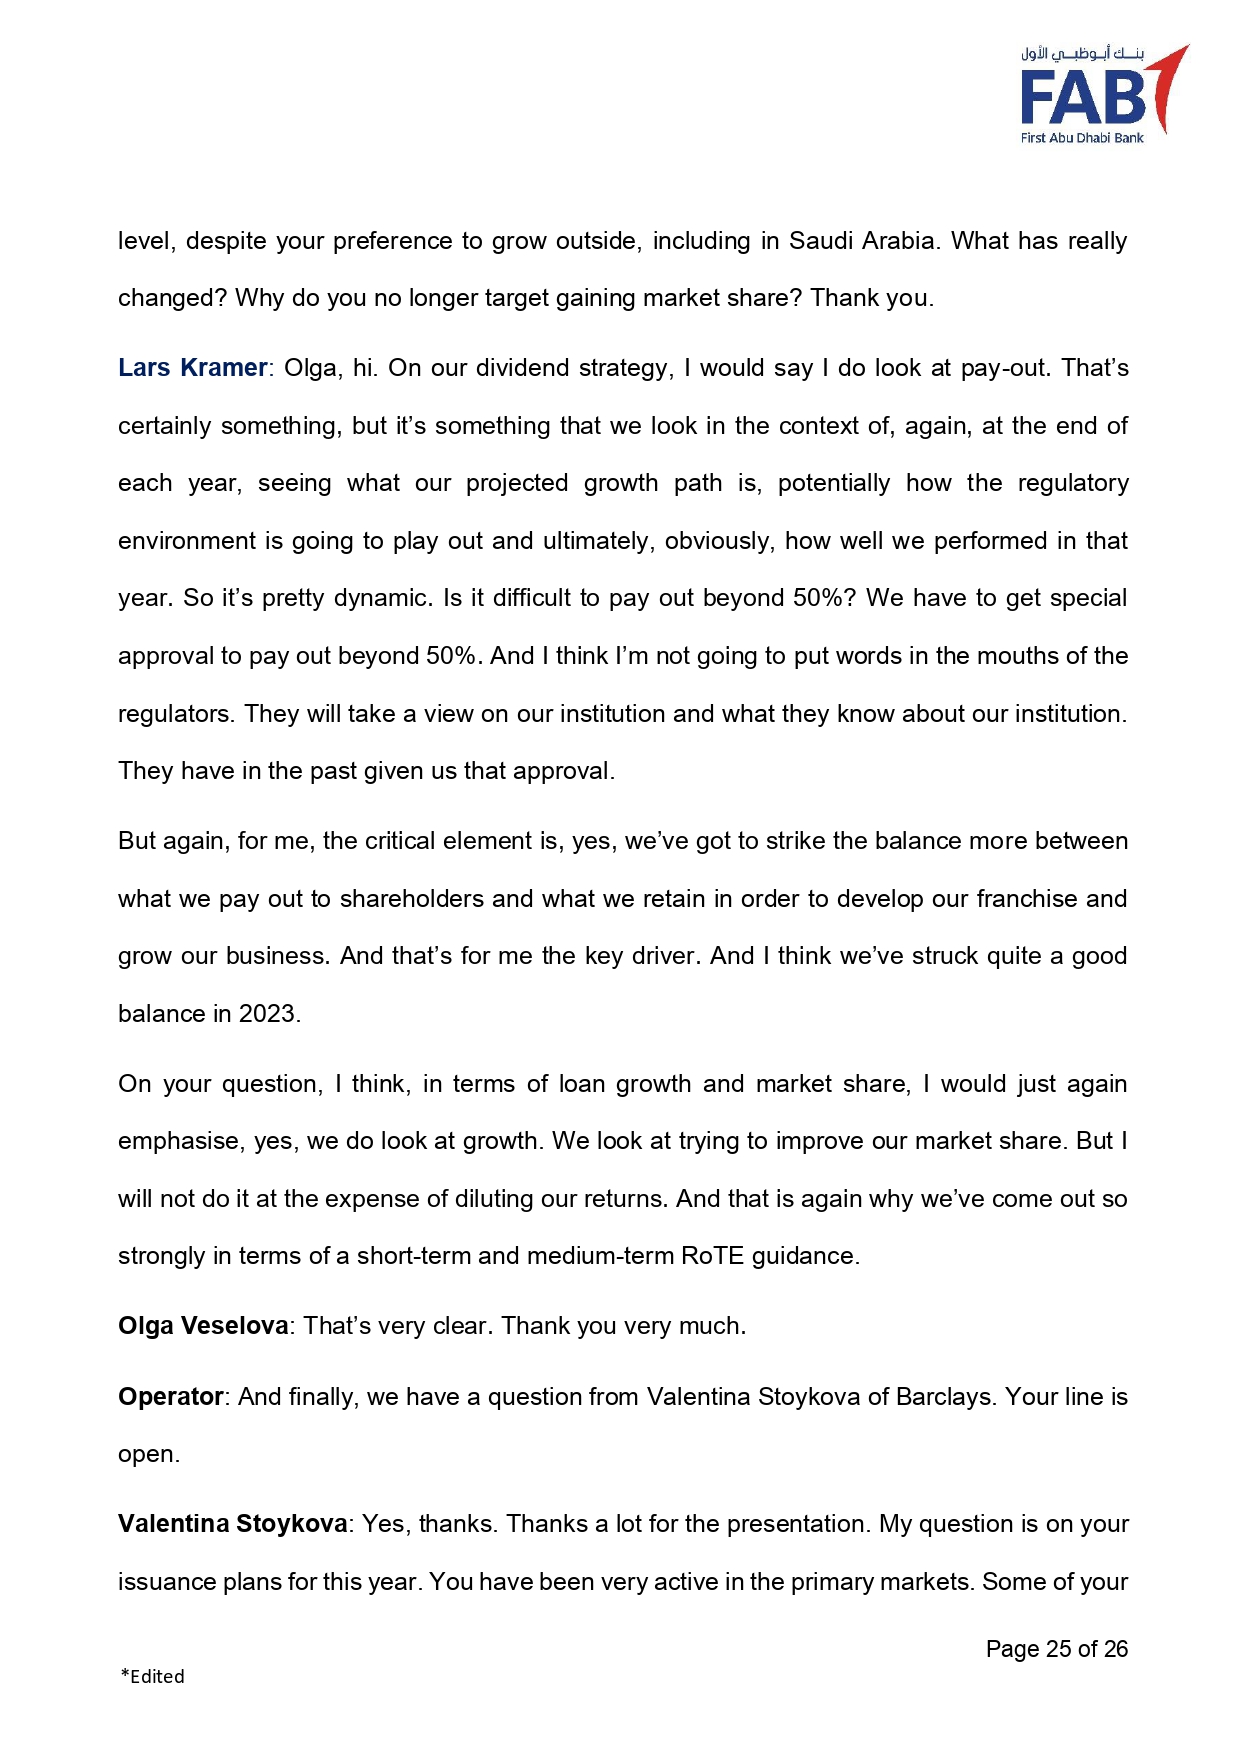 بنك أبوظبي الأول
FAB
First Abu Dhabi Bank
level, despite your preference to grow outside, including in Saudi Arabia. What has really
changed? Why do you no longer target gaining market share? Thank you.
Lars Kramer: Olga, hi. On our dividend strategy, I would say I do look at pay-out. That’s
certainly something, but it’s something that we look in the context of, again, at the end of
each year, seeing what our projected growth path is, potentially how the regulatory
environment is going to play out and ultimately, obviously, how well we performed in that
year. So it’s pretty dynamic. Is it difficult to pay out beyond 50%? We have to get special
approval to pay out beyond 50%. And I think I’m not going to put words in the mouths of the
regulators. They will take a view on our institution and what they know about our institution.
They have in the past given us that approval.
But again, for me, the critical element is, yes, we’ve got to strike the balance more between
what we pay out to shareholders and what we retain in order to develop our franchise and
grow our business. And that’s for me the key driver. And I think we’ve struck quite a good
balance in 2023.
On your question, I think, in terms of loan growth and market share, I would just again
emphasise, yes, we do look at growth. We look at trying to improve our market share. But I
will not do it at the expense of diluting our returns. And that is again why we’ve come out so
strongly in terms of a short-term and medium-term RoTE guidance.
Olga Veselova: That’s very clear. Thank you very much.
Operator: And finally, we have a question from Valentina Stoykova of Barclays. Your line is
open.
Valentina Stoykova: Yes, thanks. Thanks a lot for the presentation. My question is on your
issuance plans for this year. You have been very active in the primary markets. Some of your
Page 25 of 26
*Edited